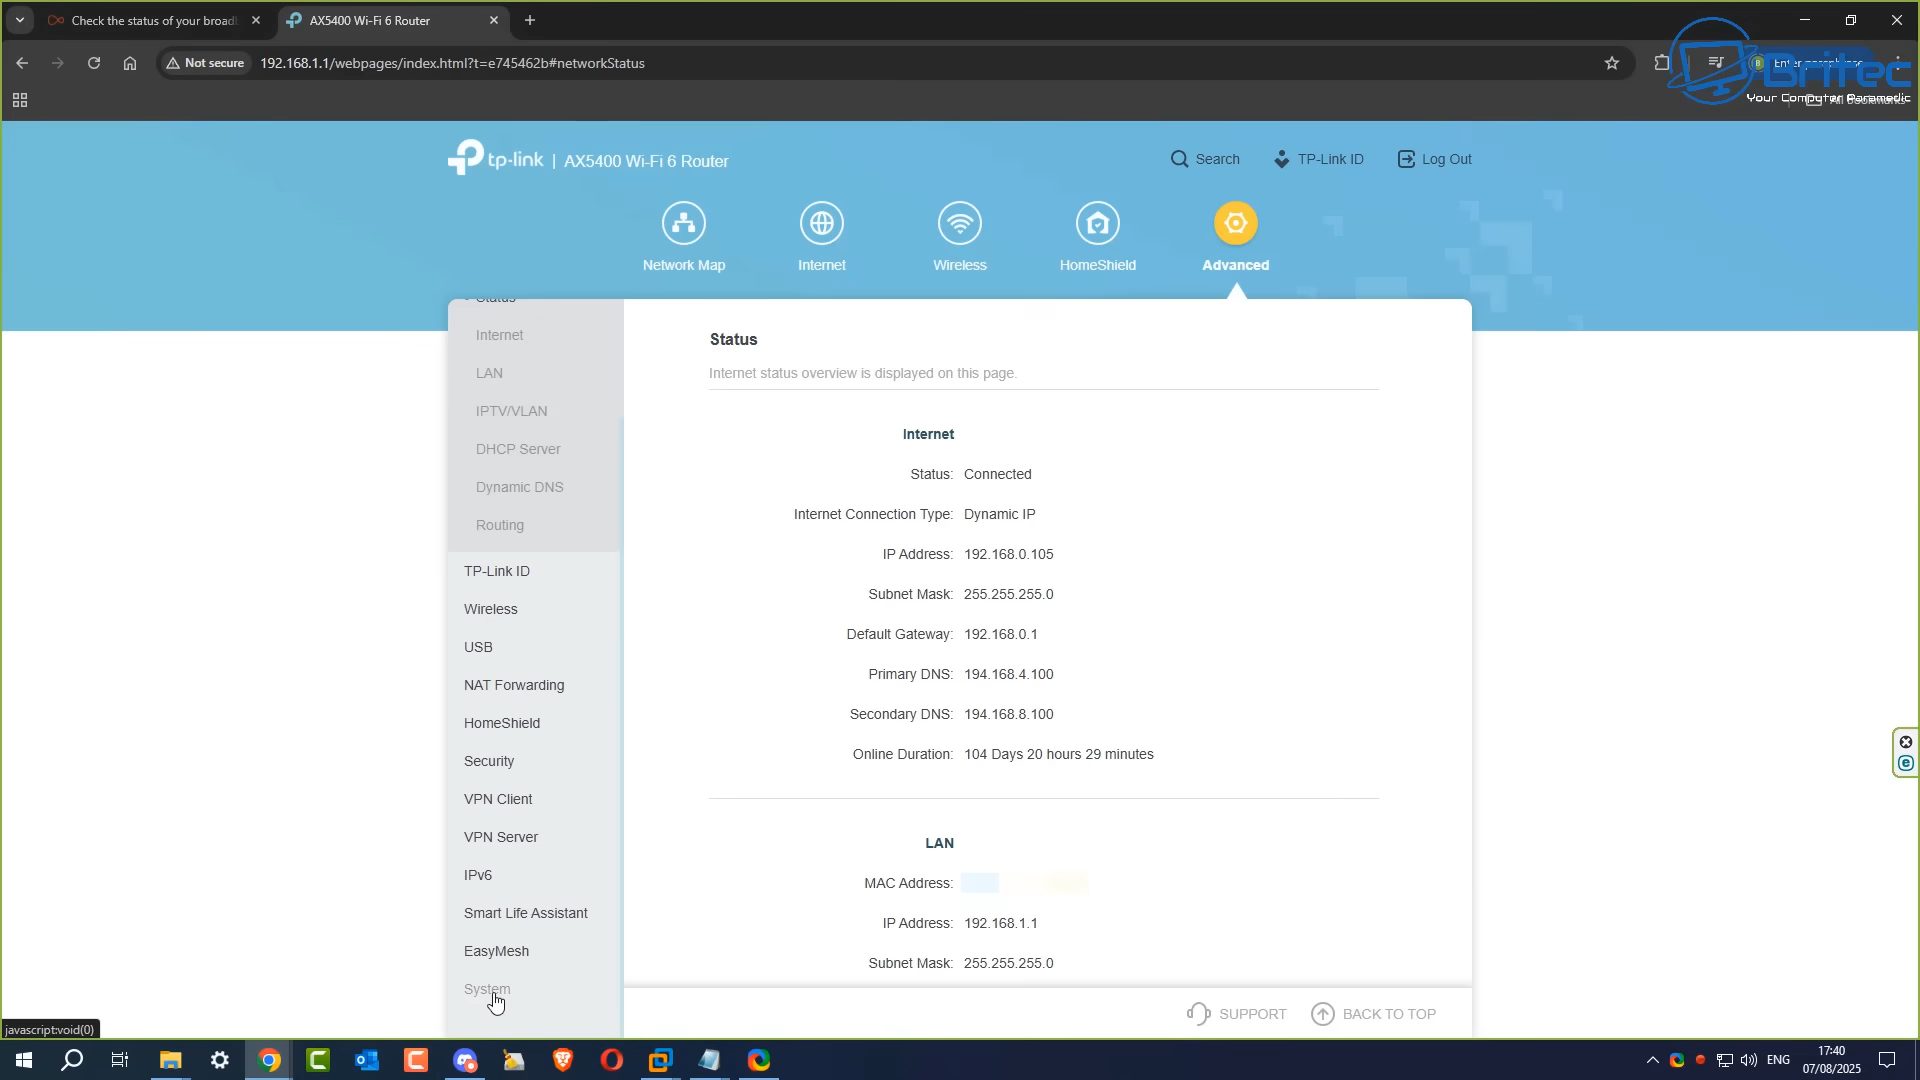 Check the status of your broadb
AX5400 Wi-Fi 6 Router
Not secure
192.168.1.1/webpages/index.html?t=e745462b#networkStatus
Britec
Your Computer Paramedic
tp-link | AX5400 Wi-Fi 6 Router
Search
TP-Link ID
Log Out
Network Map
Internet
Wireless
HomeShield
Advanced
Status
Internet
LAN
IPTV/VLAN
DHCP Server
Dynamic DNS
Routing
TP-Link ID
Wireless
USB
NAT Forwarding
HomeShield
Security
VPN Client
VPN Server
IPv6
Smart Life Assistant
EasyMesh
System
Status
Internet status overview is displayed on this page.
Internet
Status: Connected
Internet Connection Type: Dynamic IP
IP Address: 192.168.0.105
Subnet Mask: 255.255.255.0
Default Gateway: 192.168.0.1
Primary DNS: 194.168.4.100
Secondary DNS: 194.168.8.100
Online Duration: 104 Days 20 hours 29 minutes
LAN
MAC Address:
IP Address: 192.168.1.1
Subnet Mask: 255.255.255.0
SUPPORT
BACK TO TOP
javascript:void(0)
ENG
17:40
07/08/2025